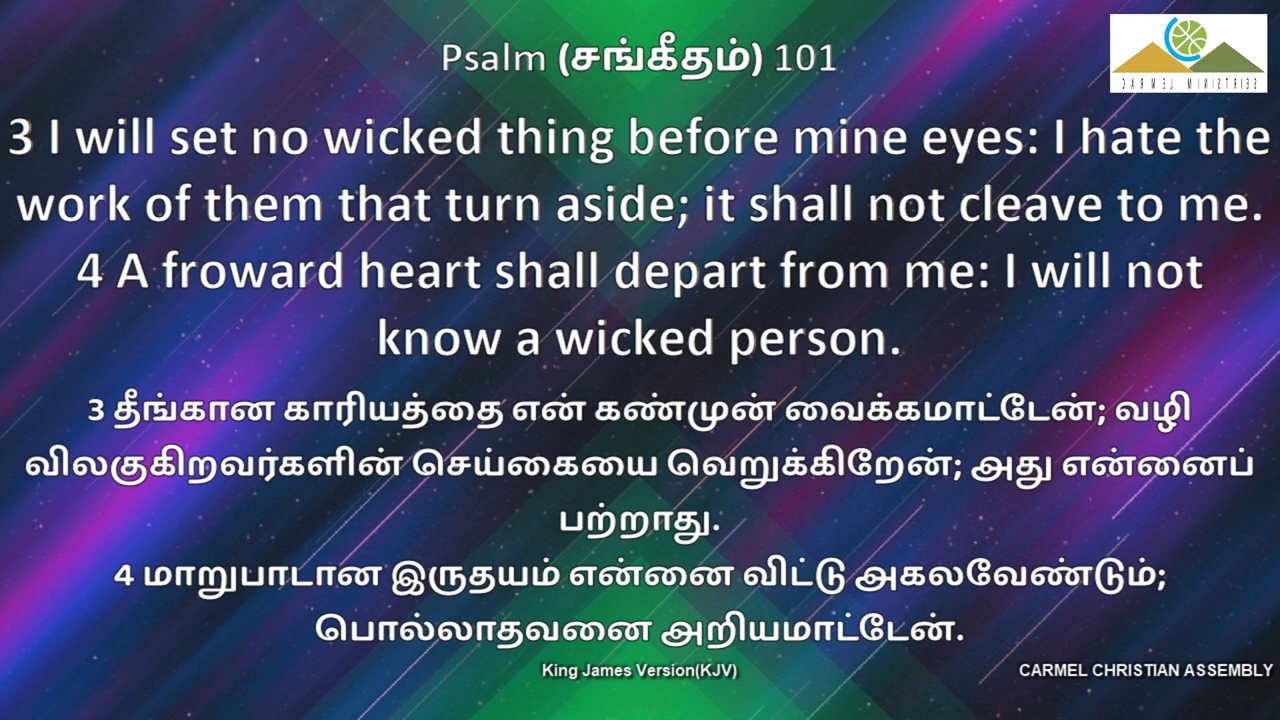 Psalm (சங்கீதம்) 101
CARMEL MINISTRIES
3 I will set no wicked thing before mine eyes: I hate the
work of them that turn aside; it shall not cleave to me.
4 A froward heart shall depart from me: I will not
know a wicked person.
3 தீங்கான காரியத்தை என் கண்முன் வைக்கமாட்டேன்; வழி
விலகுகிறவர்களின் செய்கையை வெறுக்கிறேன்; அது என்னைப்
பற்றாது.
4 மாறுபாடான இருதயம் என்னை விட்டு அகலவேண்டும்;
பொல்லாதவனை அறியமாட்டேன்.
King James Version(KJV)
CARMEL CHRISTIAN ASSEMBLY